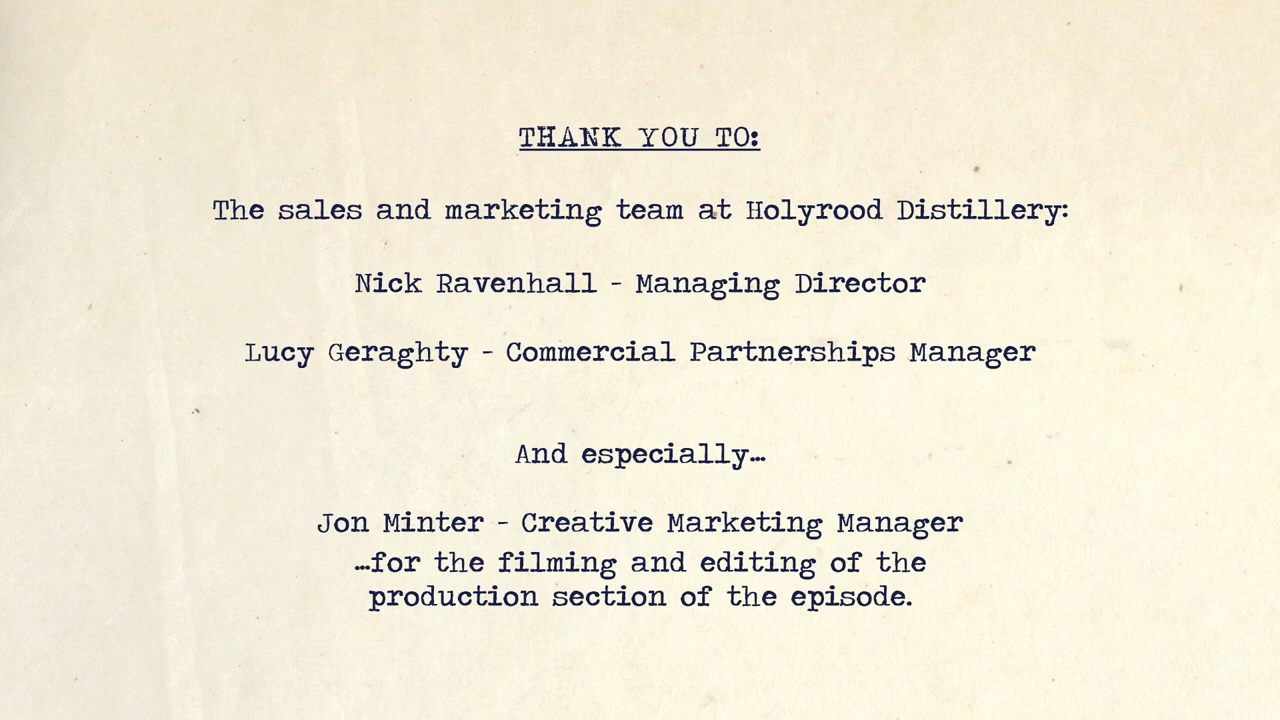 THANK YOU TO:
The sales and marketing team at Holyrood Distillery:
Nick Ravenhall - Managing Director
Lucy Geraghty - Commercial Partnerships Manager
And especially…
Jon Minter - Creative Marketing Manager
…for the filming and editing of the
production section of the episode.